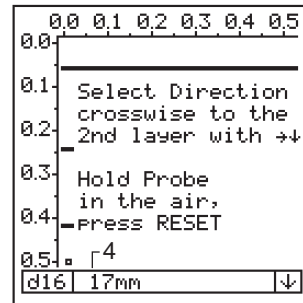 0.0 0.1 0.2 0.3 0.4 0.5
0.0
0.1
Select Direction
crosswise to the
0.2
2nd layer with →↓
0.3
Hold Probe
in the air,
0.4
press RESET
0.5
4
d16 17mm ↓